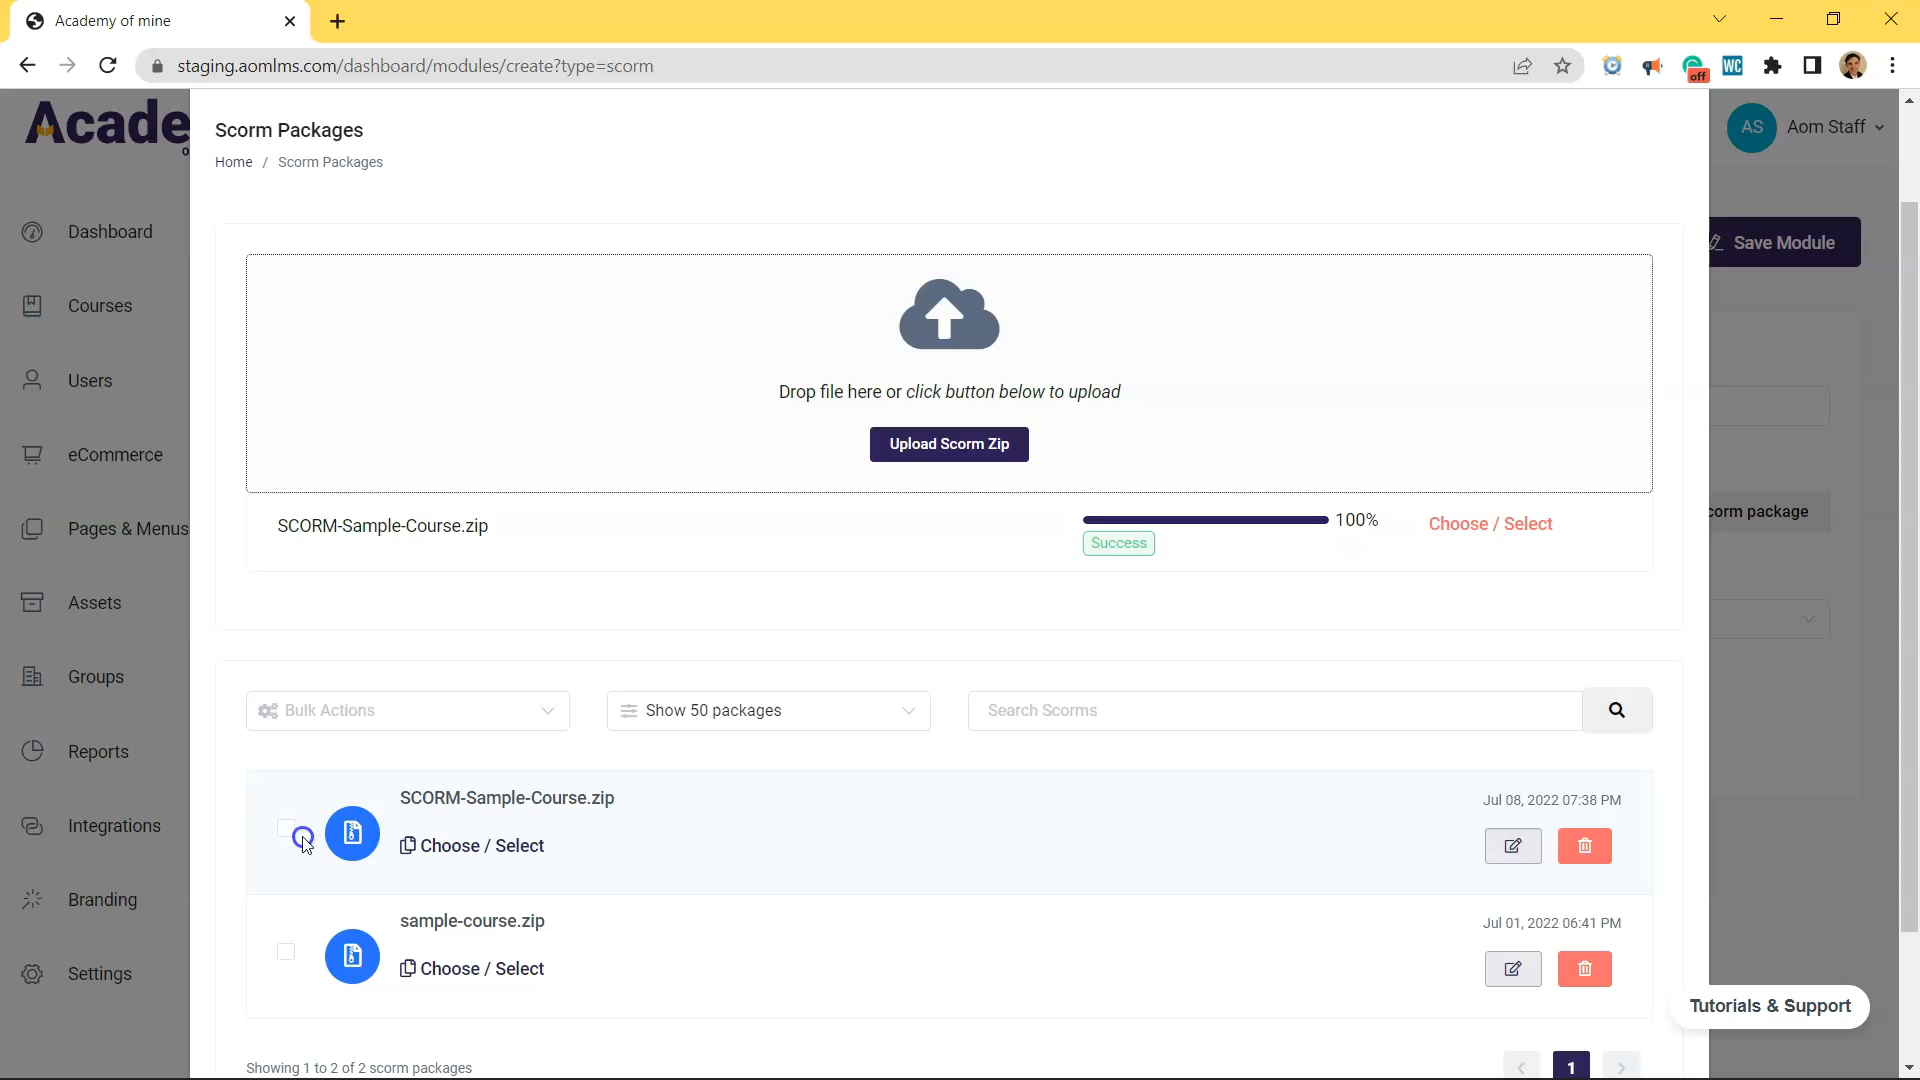 Academy of mine
staging.aomlms.com/dashboard/modules/create?type=scorm
off
WC
Acade
Scorm Packages
Home / Scorm Packages
AS Aom Staff
Dashboard
Courses
Users
eCommerce
Pages & Menus
Assets
Groups
Reports
Integrations
Branding
Settings
Save Module
Drop file here or click button below to upload
Upload Scorm Zip
SCORM-Sample-Course.zip
100%
Success
Choose / Select
corm package
Bulk Actions
Show 50 packages
Search Scorms
SCORM-Sample-Course.zip
Jul 08, 2022 07:38 PM
Choose / Select
sample-course.zip
Jul 01, 2022 06:41 PM
Choose / Select
Tutorials & Support
Showing 1 to 2 of 2 scorm packages
1